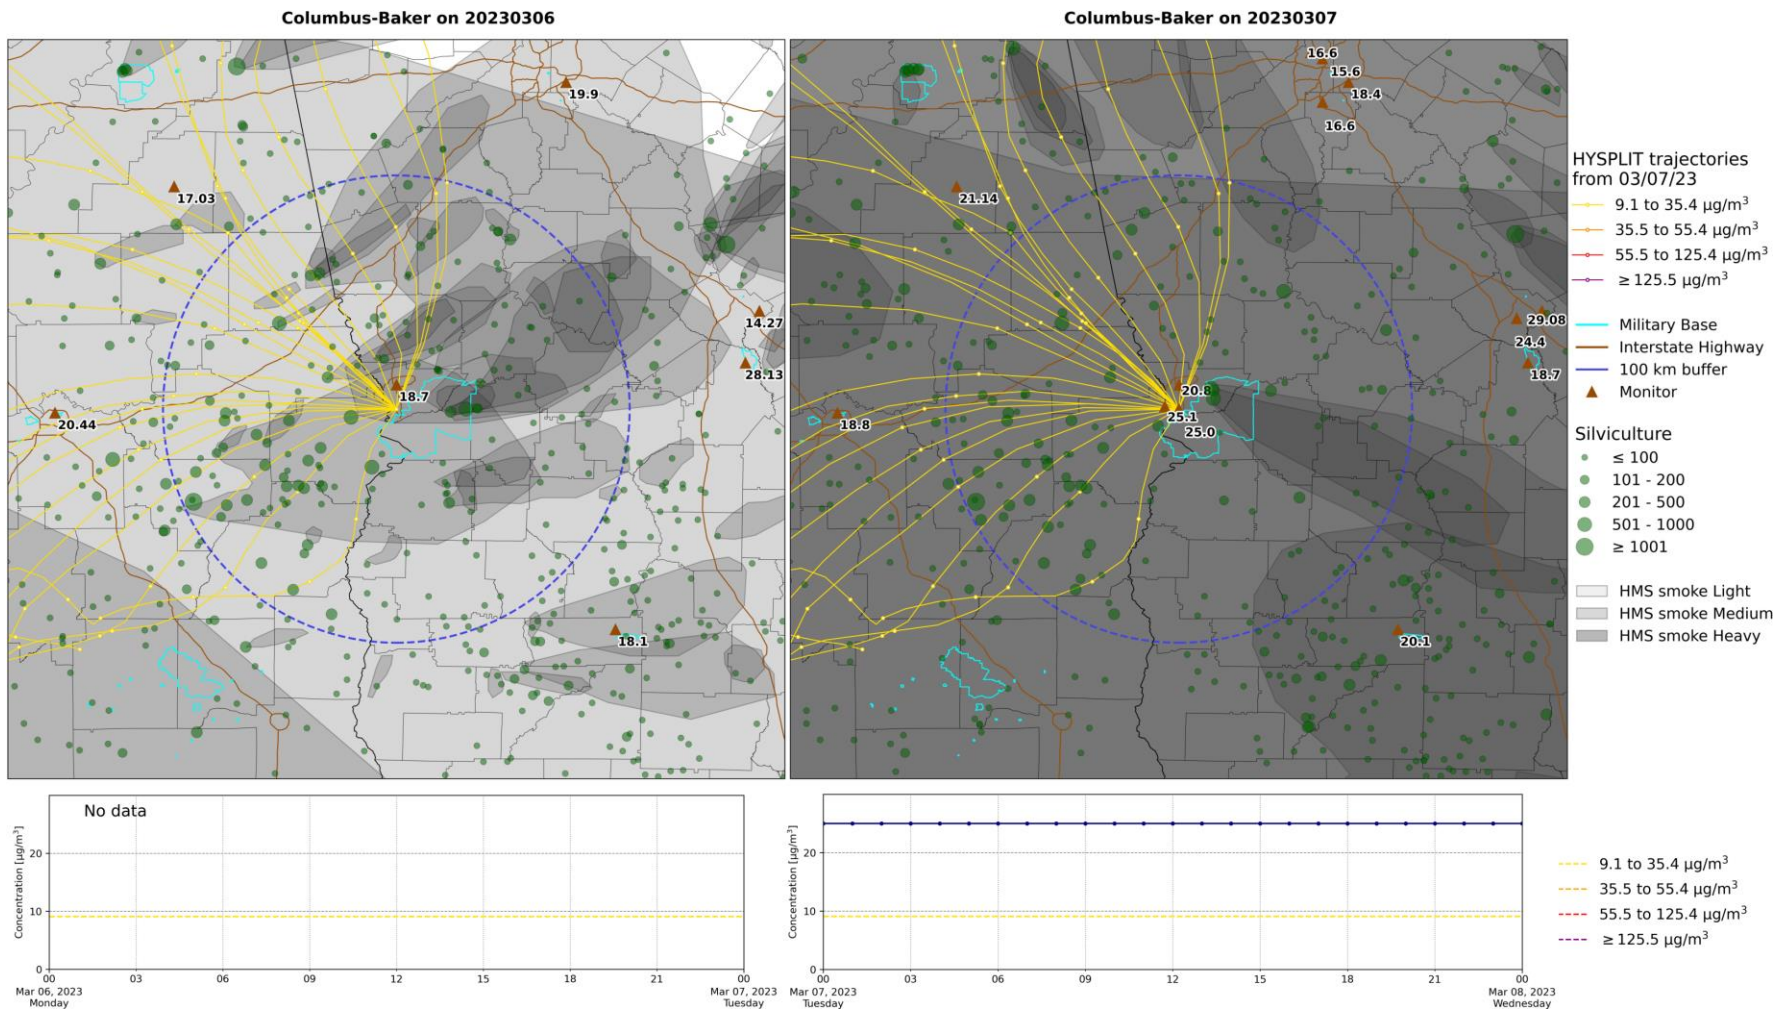 Columbus-Baker on 20230306
19.9
17.03
14.27
28.13
18.7
20.44
18.1
Columbus-Baker on 20230307
16.6
15.6
18.4
16.6
21.14
29.08
24.4
18.7
20.8
25.1
25.0
18.8
20.1
HYSPLIT trajectories
from 03/07/23
9.1 to 35.4 μg/m³
35.5 to 55.4 μg/m³
55.5 to 125.4 μg/m³
≥ 125.5 μg/m³
Military Base
Interstate Highway
100 km buffer
Monitor
Silviculture
≤ 100
101 - 200
201 - 500
501 - 1000
≥ 1001
HMS smoke Light
HMS smoke Medium
HMS smoke Heavy
No data
Concentration [μg/m³]
20
10
0
00 03 06 09 12 15 18 21 00
Mar 06, 2023 Mar 07, 2023
Monday Tuesday
Concentration [μg/m³]
20
10
0
00 03 06 09 12 15 18 21 00
Mar 07, 2023 Mar 08, 2023
Tuesday Wednesday
9.1 to 35.4 μg/m³
35.5 to 55.4 μg/m³
55.5 to 125.4 μg/m³
≥ 125.5 μg/m³